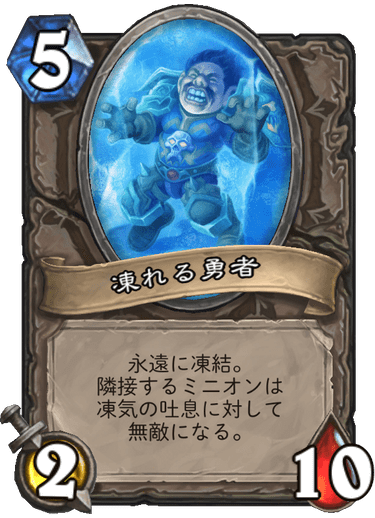 5
凍れる勇者
永遠に凍結。
隣接するミニオンは
凍気の吐息に対して
無敵になる。
2
10